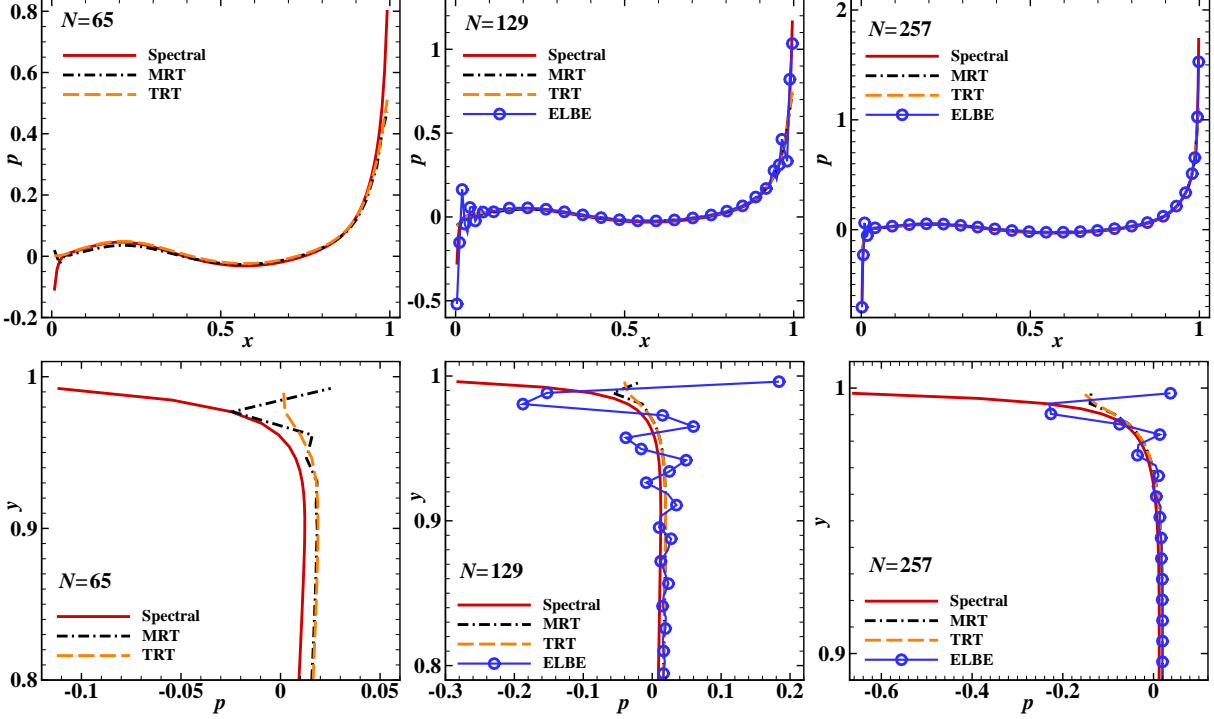 N=65
Spectral
MRT
TRT
0.8
0.6
0.4
0.2
0
-0.2
p
0
0.5
1
x
N=129
Spectral
MRT
TRT
ELBE
1
0.5
0
-0.5
p
0
0.5
1
x
N=257
Spectral
MRT
TRT
ELBE
2
1
0
-2
p
0
0.5
1
x
1
0.9
0.8
y
N=65
Spectral
MRT
TRT
-0.1
-0.05
0
0.05
p
1
0.9
0.8
y
N=129
Spectral
MRT
TRT
ELBE
-0.3
-0.2
-0.1
0
0.1
0.2
p
1
0.9
y
N=257
Spectral
MRT
TRT
ELBE
-0.6
-0.4
-0.2
0
p